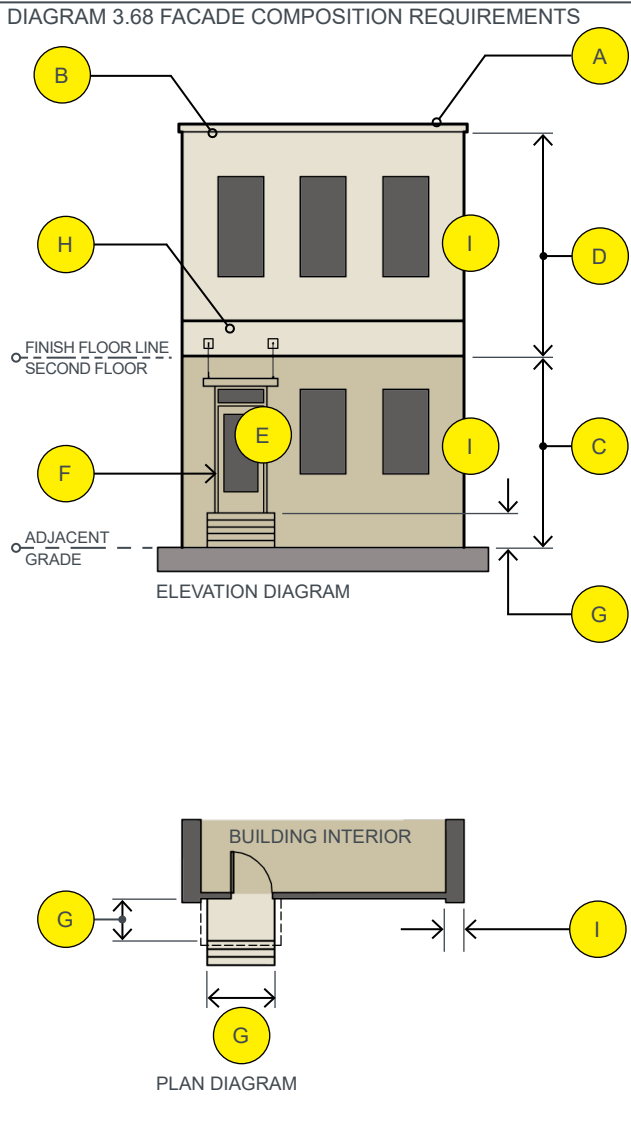 DIAGRAM 3.68 FACADE COMPOSITION REQUIREMENTS
A
B
H
I
D
FINISH FLOOR LINE
SECOND FLOOR
E
I
C
F
ADJACENT
GRADE
ELEVATION DIAGRAM
G
BUILDING INTERIOR
G
I
G
PLAN DIAGRAM